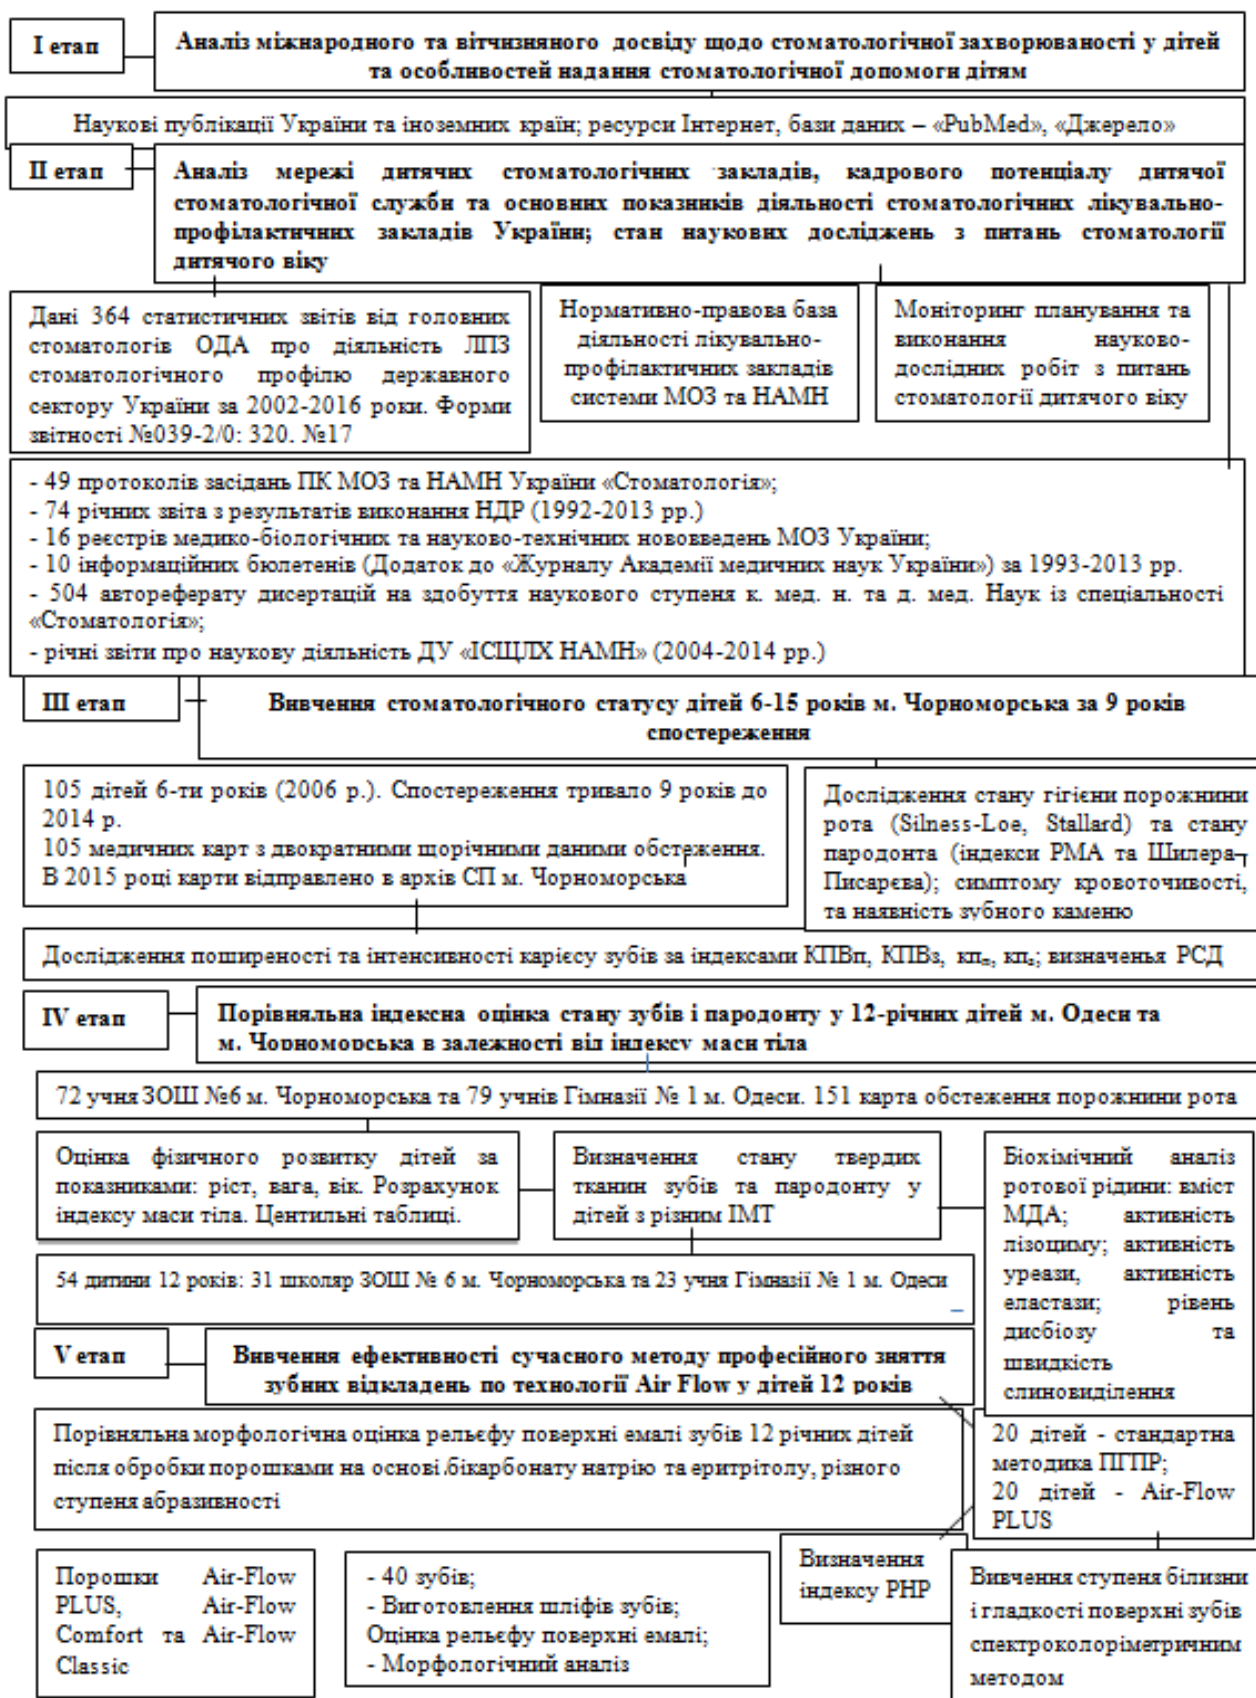 І етап
Аналіз міжнародного та вітчизняного досвіду щодо стоматологічної захворюваності у дітей
та особливостей надання стоматологічної допомоги дітям
Наукові публікації України та іноземних країн; ресурси Інтернет, бази даних – «PubMed», «Джерело»
ІІ етап
Аналіз мережі дитячих стоматологічних закладів, кадрового потенціалу дитячої
стоматологічної служби та основних показників діяльності стоматологічних лікувально-
профілактичних закладів України; стан наукових досліджень з питань стоматології
дитячого віку
Дані 364 статистичних звітів від головних
стоматологів ОДА про діяльність ЛПЗ
стоматологічного профілю державного
сектору України за 2002-2016 роки. Форми
звітності №039-2/0: 320. №17
Нормативно-правова база
діяльності лікувально-
профілактичних закладів
системи МОЗ та НАМН
Моніторинг планування та
виконання науково-
дослідних робіт з питань
стоматології дитячого віку
- 49 протоколів засідань ПК МОЗ та НАМН України «Стоматологія»;
- 74 річних звіта з результатів виконання НДР (1992-2013 рр.)
- 16 реєстрів медико-біологічних та науково-технічних нововведень МОЗ України;
- 10 інформаційних бюлетенів (Додаток до «Журналу Академії медичних наук України») за 1993-2013 рр.
- 504 автореферату дисертацій на здобуття наукового ступеня к. мед. н. та д. мед. Наук із спеціальності
«Стоматологія»;
- річні звіти про наукову діяльність ДУ «ІСЩЛХ НАМН» (2004-2014 рр.)
ІІІ етап
Вивчення стоматологічного статусу дітей 6-15 років м. Чорноморська за 9 років
спостереження
105 дітей 6-ти років (2006 р.). Спостереження тривало 9 років до
2014 р.
105 медичних карт з двократними щорічними даними обстеження.
В 2015 році карти відправлено в архів СП м. Чорноморська
Дослідження стану гігієни порожнини
рота (Silness-Loe, Stallard) та стану
пародонта (індекси РМА та Шилера-
Писарєва); симптому кровоточивості,
та наявність зубного каменю
Дослідження поширеності та інтенсивності карієсу зубів за індексами КПВп, КПВз, кпп, кпз; визначенья РСД
IV етап
Порівняльна індексна оцінка стану зубів і пародонту у 12-річних дітей м. Одеси та
м. Чорноморська в залежності від індексу маси тіла
72 учня ЗОШ №6 м. Чорноморська та 79 учнів Гімназії № 1 м. Одеси. 151 карта обстеження порожнини рота
Оцінка фізичного розвитку дітей за
показниками: ріст, вага, вік. Розрахунок
індексу маси тіла. Центильні таблиці.
Визначення стану твердих
тканин зубів та пародонту у
дітей з різним ІМТ
Біохімічний аналіз
ротової рідини: вміст
МДА; активність
лізоциму; активність
уреази, активність
еластази; рівень
дисбіозу та
швидкість
слиновиділення
54 дитини 12 років: 31 школяр ЗОШ № 6 м. Чорноморська та 23 учня Гімназії № 1 м. Одеси
V етап
Вивчення ефективності сучасного методу професійного зняття
зубних відкладень по технології Air Flow у дітей 12 років
Порівняльна морфологічна оцінка рельєфу поверхні емалі зубів 12 річних дітей
після обробки порошками на основі бікарбонату натрію та еритрітолу, різного
ступеня абразивності
20 дітей - стандартна
методика ПГПР;
20 дітей - Air-Flow
PLUS
Порошки Air-Flow
PLUS, Air-Flow
Comfort та Air-Flow
Classic
- 40 зубів;
- Виготовлення шліфів зубів;
Оцінка рельєфу поверхні емалі;
- Морфологічний аналіз
Визначення
індексу РНР
Вивчення ступеня білизни
і гладкості поверхні зубів
спектроколоріметричним
методом